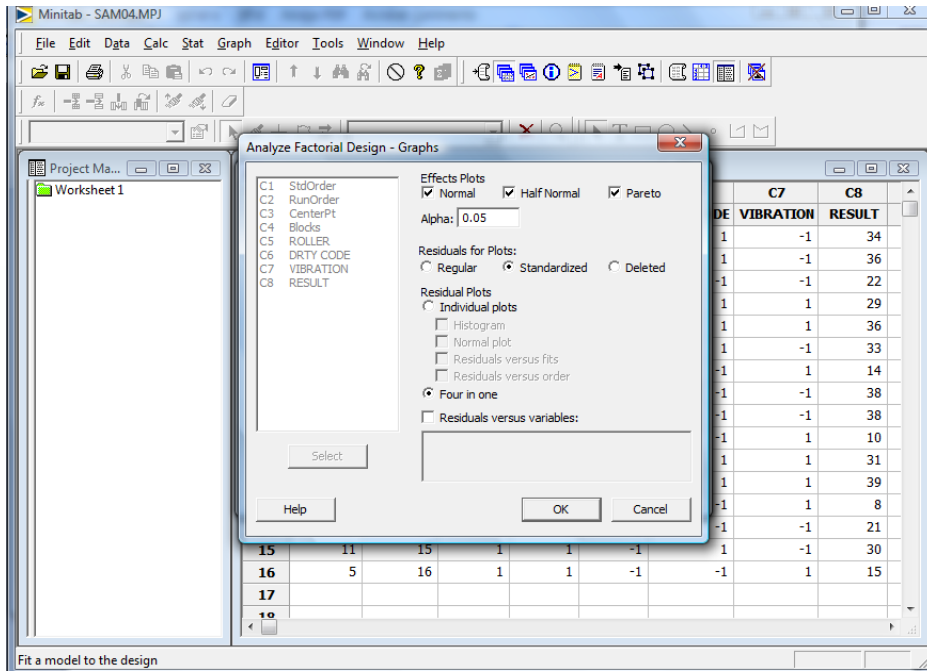 Minitab - SAM04.MPJ
File Edit Data Calc Stat Graph Editor Tools Window Help
Project Ma...
Worksheet 1
Analyze Factorial Design - Graphs
C1 StdOrder
C2 RunOrder
C3 CenterPt
C4 Blocks
C5 ROLLER
C6 DRTY CODE
C7 VIBRATION
C8 RESULT
Select
Help
Effects Plots
Normal Half Normal Pareto
Alpha: 0.05
Residuals for Plots:
Regular Standardized Deleted
Residual Plots
Individual plots
Histogram
Normal plot
Residuals versus fits
Residuals versus order
Four in one
Residuals versus variables:
OK Cancel
C7 C8
DE VIBRATION RESULT
1 -1 34
1 -1 36
-1 -1 22
1 1 29
1 1 36
1 -1 33
-1 1 14
-1 -1 38
-1 -1 38
-1 1 10
1 1 31
1 1 39
-1 1 8
-1 -1 21
15 11 15 1 1 -1 1 -1 30
16 5 16 1 1 -1 -1 1 15
17
18
Fit a model to the design